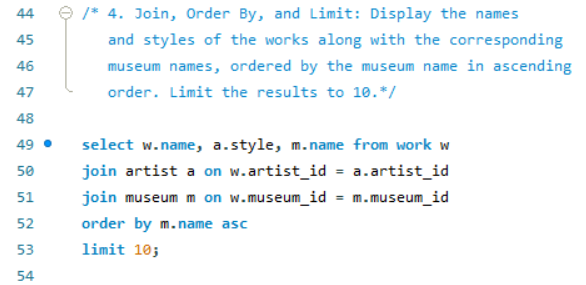 44 /* 4. Join, Order By, and Limit: Display the names
45 and styles of the works along with the corresponding
46 museum names, ordered by the museum name in ascending
47 order. Limit the results to 10.*/
48
49 select w.name, a.style, m.name from work w
50 join artist a on w.artist_id = a.artist_id
51 join museum m on w.museum_id = m.museum_id
52 order by m.name asc
53 limit 10;
54